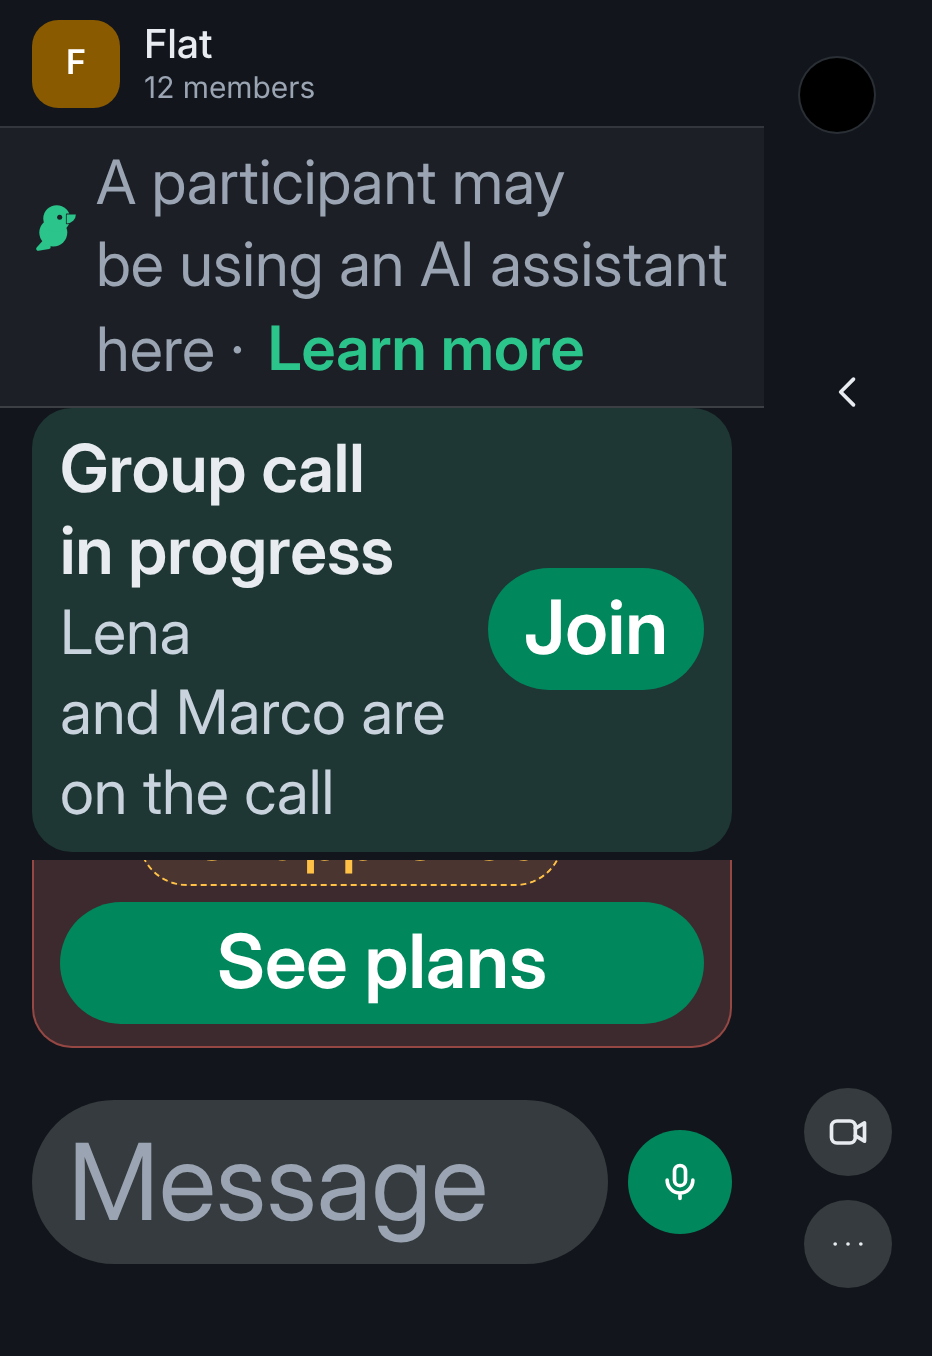 F
Flat
12 members
A participant may
be using an AI assistant
here · Learn more
Group call
in progress
Lena
and Marco are
on the call
Join
See plans
Message